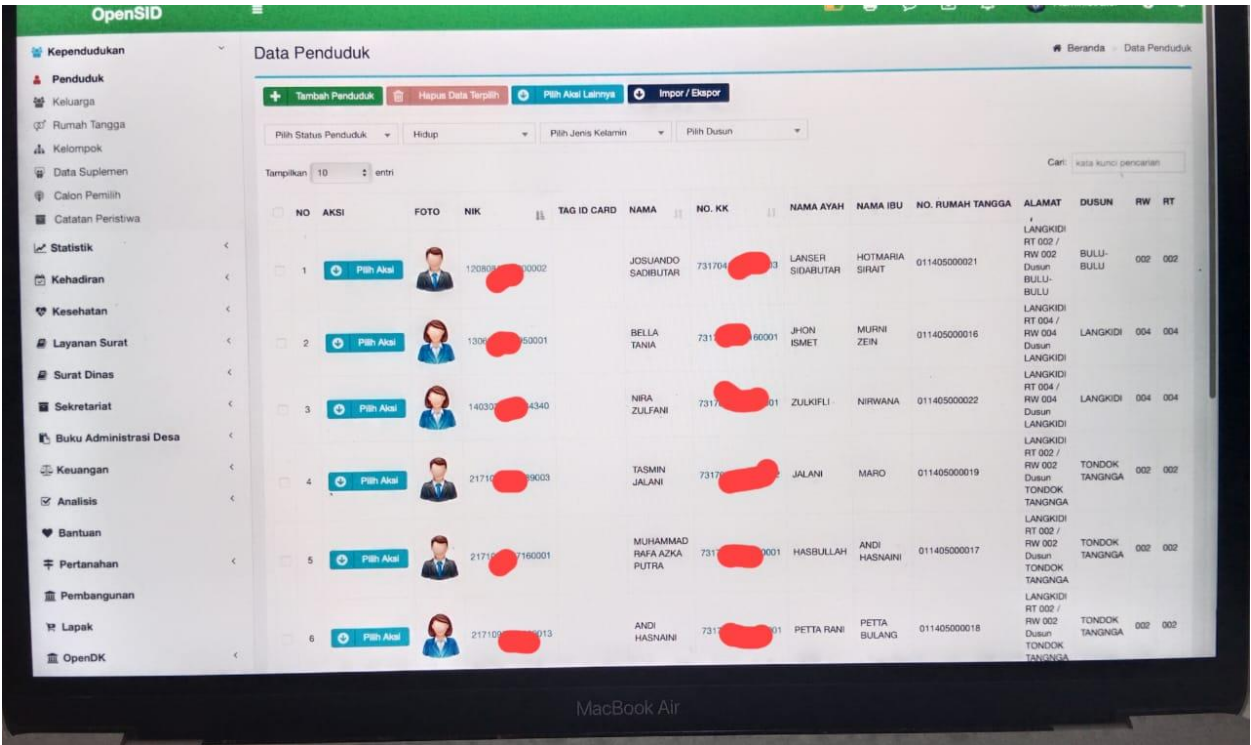 OpenSID
Kependudukan
Penduduk
Keluarga
Rumah Tangga
Kelompok
Data Suplemen
Calon Pemilih
Catatan Peristiwa
Statistik
Kehadiran
Kesehatan
Layanan Surat
Surat Dinas
Sekretariat
Buku Administrasi Desa
Keuangan
Analisis
Bantuan
Pertanahan
Pembangunan
Lapak
OpenDK
Data Penduduk
Beranda Data Penduduk
Tambah Penduduk Hapus Data Terpilih Pilih Aksi Lainnya Impor / Ekspor
Pilih Status Penduduk Hidup Pilih Jenis Kelamin Pilih Dusun
Tampilkan 10 entri
Cari: kata kunci pencarian
NO AKSI FOTO NIK TAG ID CARD NAMA NO. KK NAMA AYAH NAMA IBU NO. RUMAH TANGGA ALAMAT DUSUN RW RT
1 Pilih Aksi
JOSUANDO
SADIBUTAR
LANSER
SIDABUTAR
HOTMARIA
SIRAIT
011405000021
LANGKIDI
RT 002 /
RW 002
Dusun
BULU-
BULU
BULU-
BULU
002 002
2 Pilih Aksi
BELLA
TANIA
JHON
ISMET
MURNI
ZEIN
011405000016
LANGKIDI
RT 004 /
RW 004
Dusun
LANGKIDI
LANGKIDI 004 004
3 Pilih Aksi
NIRA
ZULFANI
ZULKIFLI NIRWANA 011405000022
LANGKIDI
RT 004 /
RW 004
Dusun
LANGKIDI
LANGKIDI 004 004
4 Pilih Aksi
TASMIN
JALANI
JALANI MARO 011405000019
LANGKIDI
RT 002 /
RW 002
Dusun
TONDOK
TANGNGA
TONDOK
TANGNGA
002 002
5 Pilih Aksi
MUHAMMAD
RAFA AZKA
PUTRA
HASBULLAH
ANDI
HASNAINI
011405000017
LANGKIDI
RT 002 /
RW 002
Dusun
TONDOK
TANGNGA
TONDOK
TANGNGA
002 002
6 Pilih Aksi
ANDI
HASNAINI
PETTA RANI
PETTA
BULANG
011405000018
LANGKIDI
RT 002 /
RW 002
Dusun
TONDOK
TANGNGA
TONDOK
TANGNGA
002 002
MacBook Air